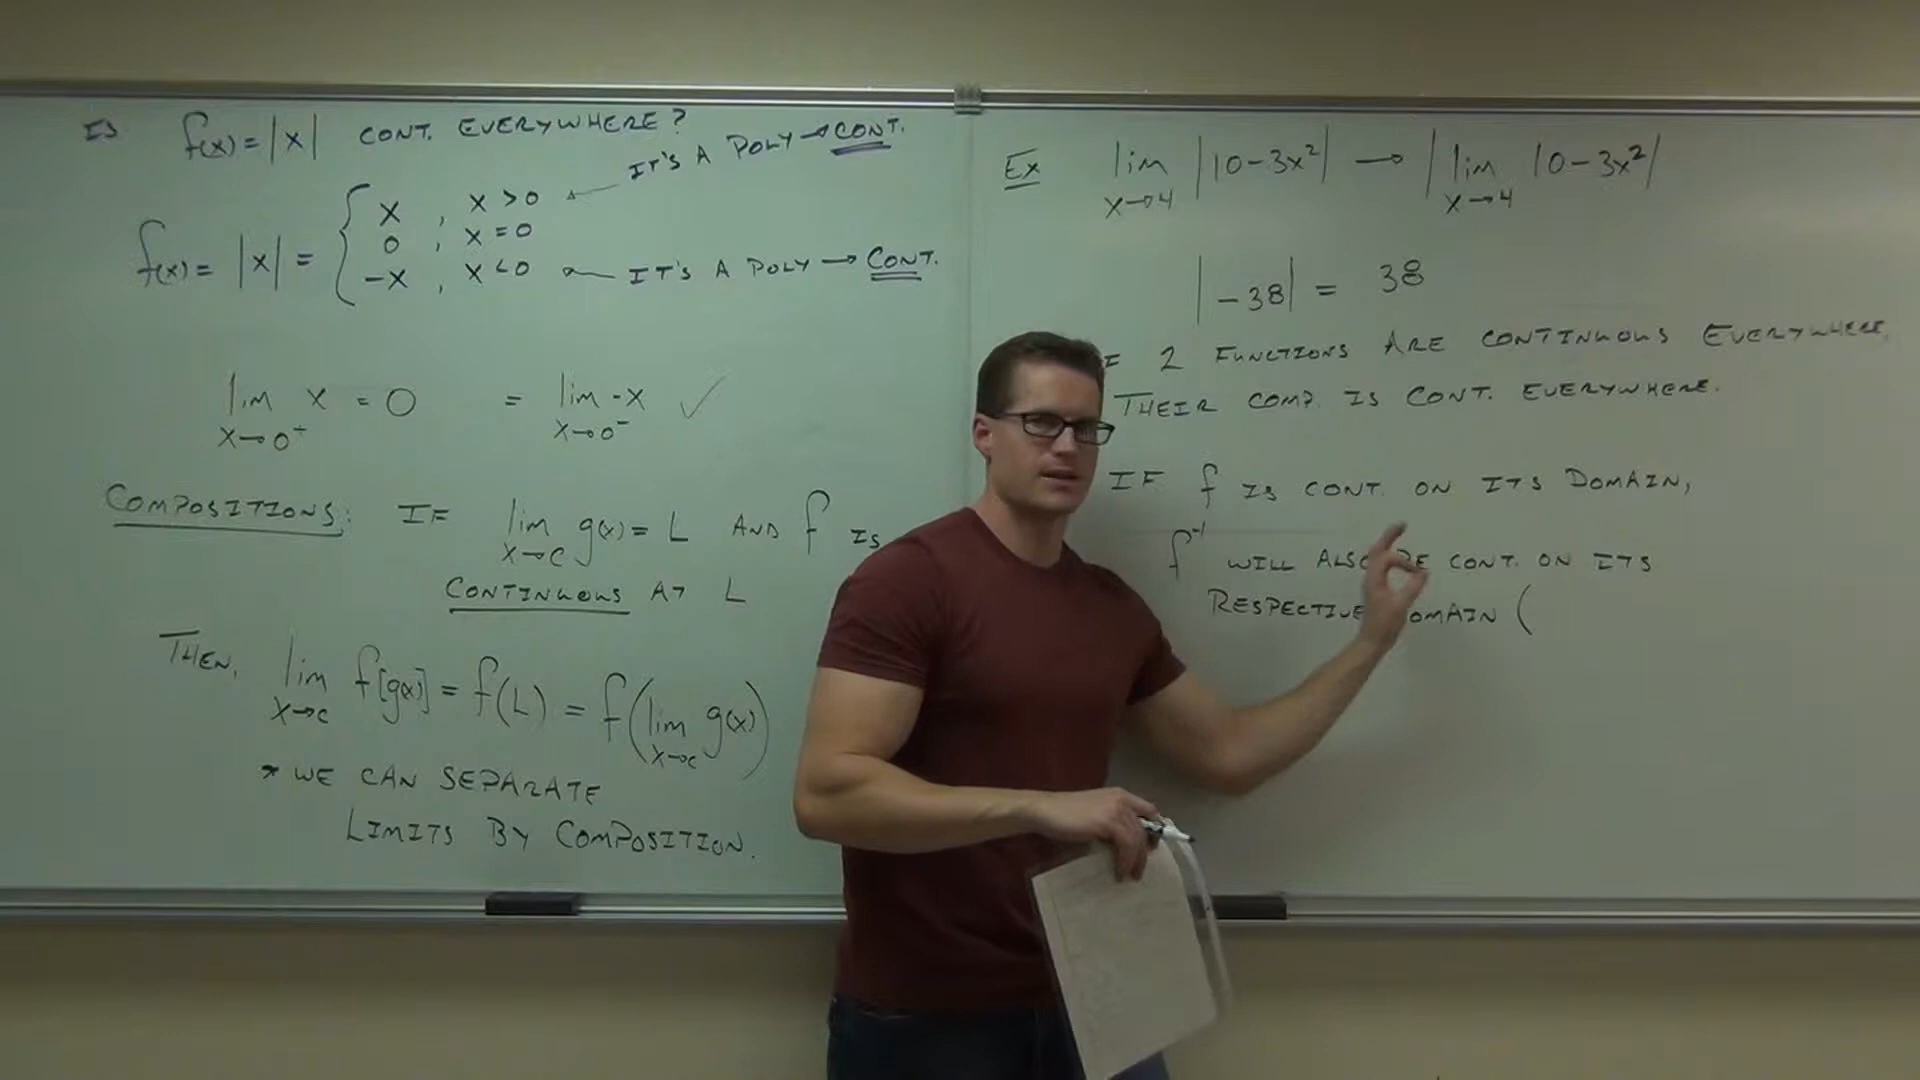 Is f(x) = |x| CONT. EVERYWHERE?
IT'S A POLY → CONT.
f(x) = |x| = { x , x > 0
0 , x = 0
-x , x < 0 ← IT'S A POLY → CONT.
lim x→0⁺ x = 0 = lim x→0⁻ -x ✓
COMPOSITIONS: IF lim x→c g(x) = L AND f IS
CONTINUOUS AT L
THEN, lim x→c f[g(x)] = f(L) = f(lim x→c g(x))
* WE CAN SEPARATE
LIMITS BY COMPOSITION.
Ex lim x→4 |10-3x²| → |lim x→4 10-3x²|
|-38| = 38
2 FUNCTIONS ARE CONTINUOUS EVERYWHERE,
THEIR COMP. IS CONT. EVERYWHERE.
IF f IS CONT. ON ITS DOMAIN,
f⁻¹ WILL ALSO BE CONT. ON ITS
RESPECTIVE DOMAIN (